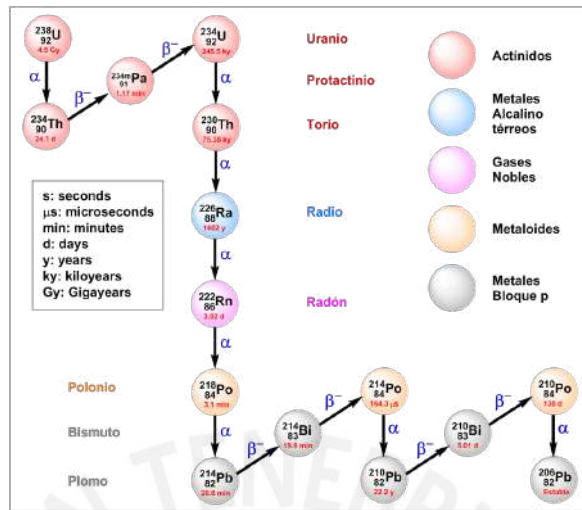 238 92 U
4.5 Gy
α
234 90 Th
24.1 d
β⁻
234m 91 Pa
1.17 min
β⁻
234 92 U
245.5 ky
α
230 90 Th
75.38 ky
α
226 88 Ra
1602 y
α
222 86 Rn
3.82 d
α
218 84 Po
3.1 min
α
214 82 Pb
26.8 min
β⁻
214 83 Bi
β⁻
214 84 Po
164.3 μs
α
210 82 Pb
22.2 y
β⁻
210 83 Bi
5.01 d
β⁻
210 84 Po
138 d
α
206 82 Pb
Estable
s: seconds
μs: microseconds
min: minutes
d: days
y: years
ky: kiloyears
Gy: Gigayears
Uranio
Protactinio
Torio
Radio
Radón
Polonio
Bismuto
Plomo
Actínidos
Metales
Alcalino
térreos
Gases
Nobles
Metaloides
Metales
Bloque p